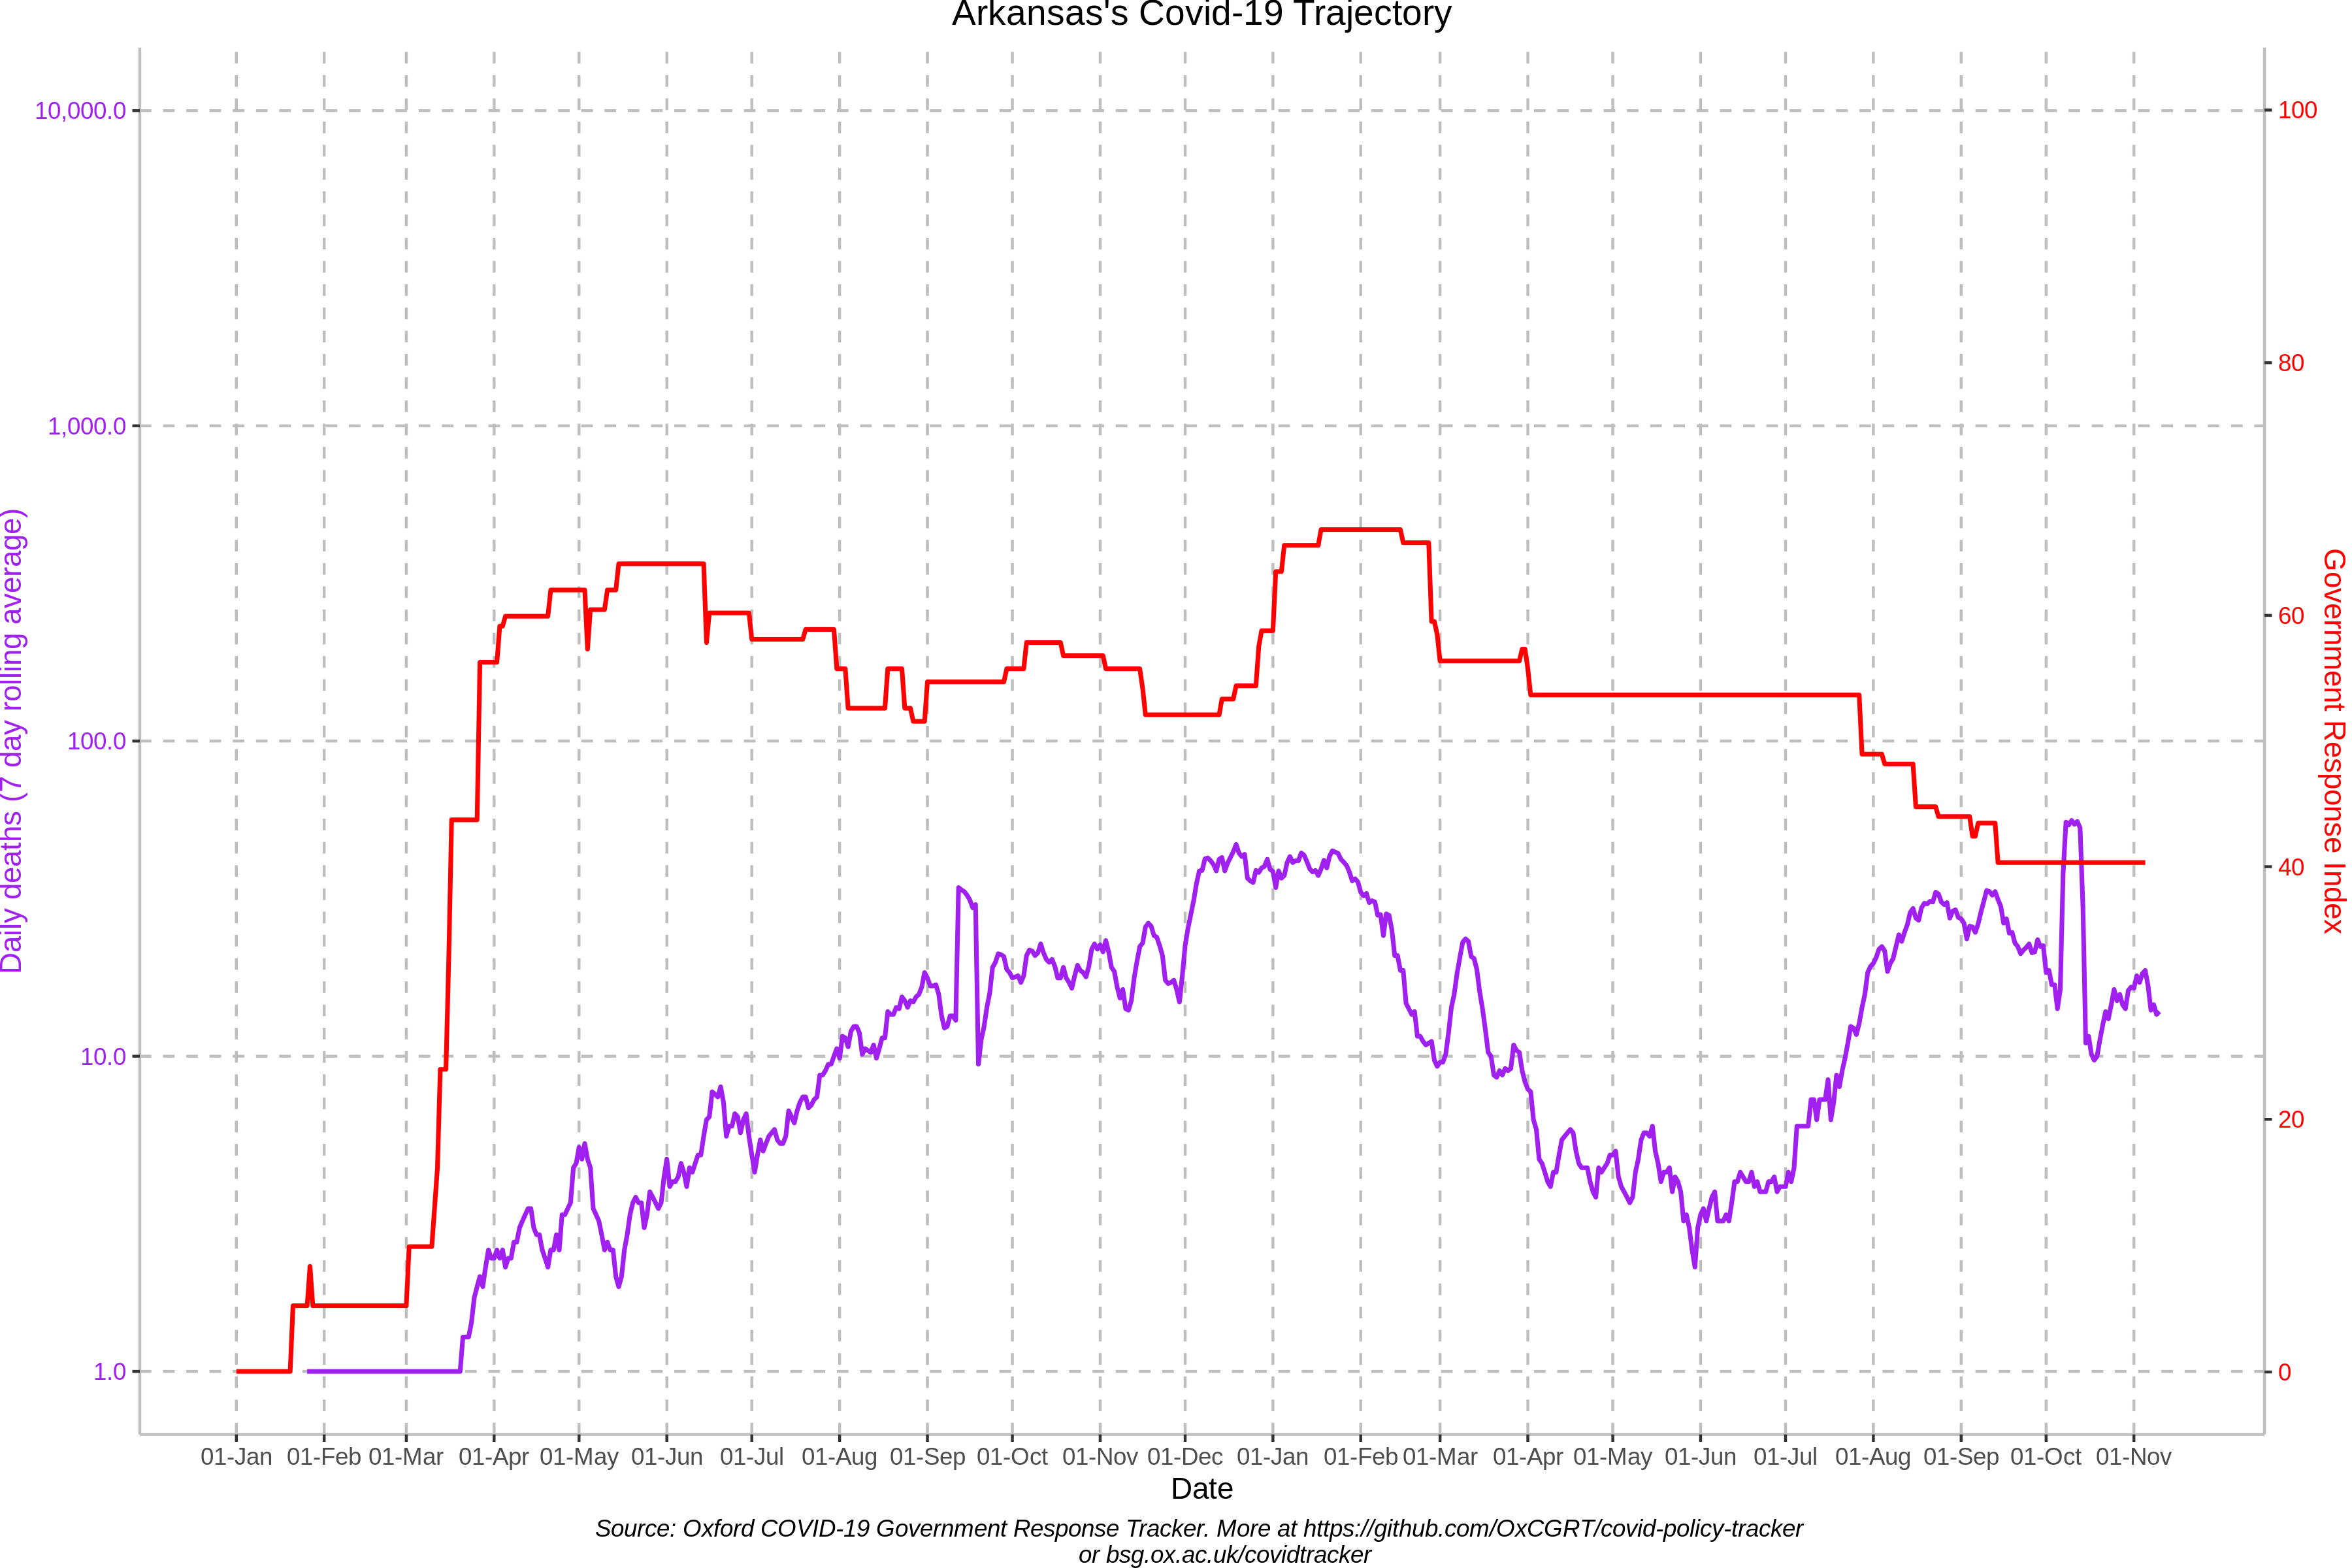 Arkansas's Covid-19 Trajectory
10,000.0
1,000.0
100.0
10.0
1.0
Daily deaths (7 day rolling average)
100
80
60
40
20
0
Government Response Index
01-Jan 01-Feb 01-Mar 01-Apr 01-May 01-Jun 01-Jul 01-Aug 01-Sep 01-Oct 01-Nov 01-Dec 01-Jan 01-Feb 01-Mar 01-Apr 01-May 01-Jun 01-Jul 01-Aug 01-Sep 01-Oct 01-Nov
Date
Source: Oxford COVID-19 Government Response Tracker. More at https://github.com/OxCGRT/covid-policy-tracker
or bsg.ox.ac.uk/covidtracker